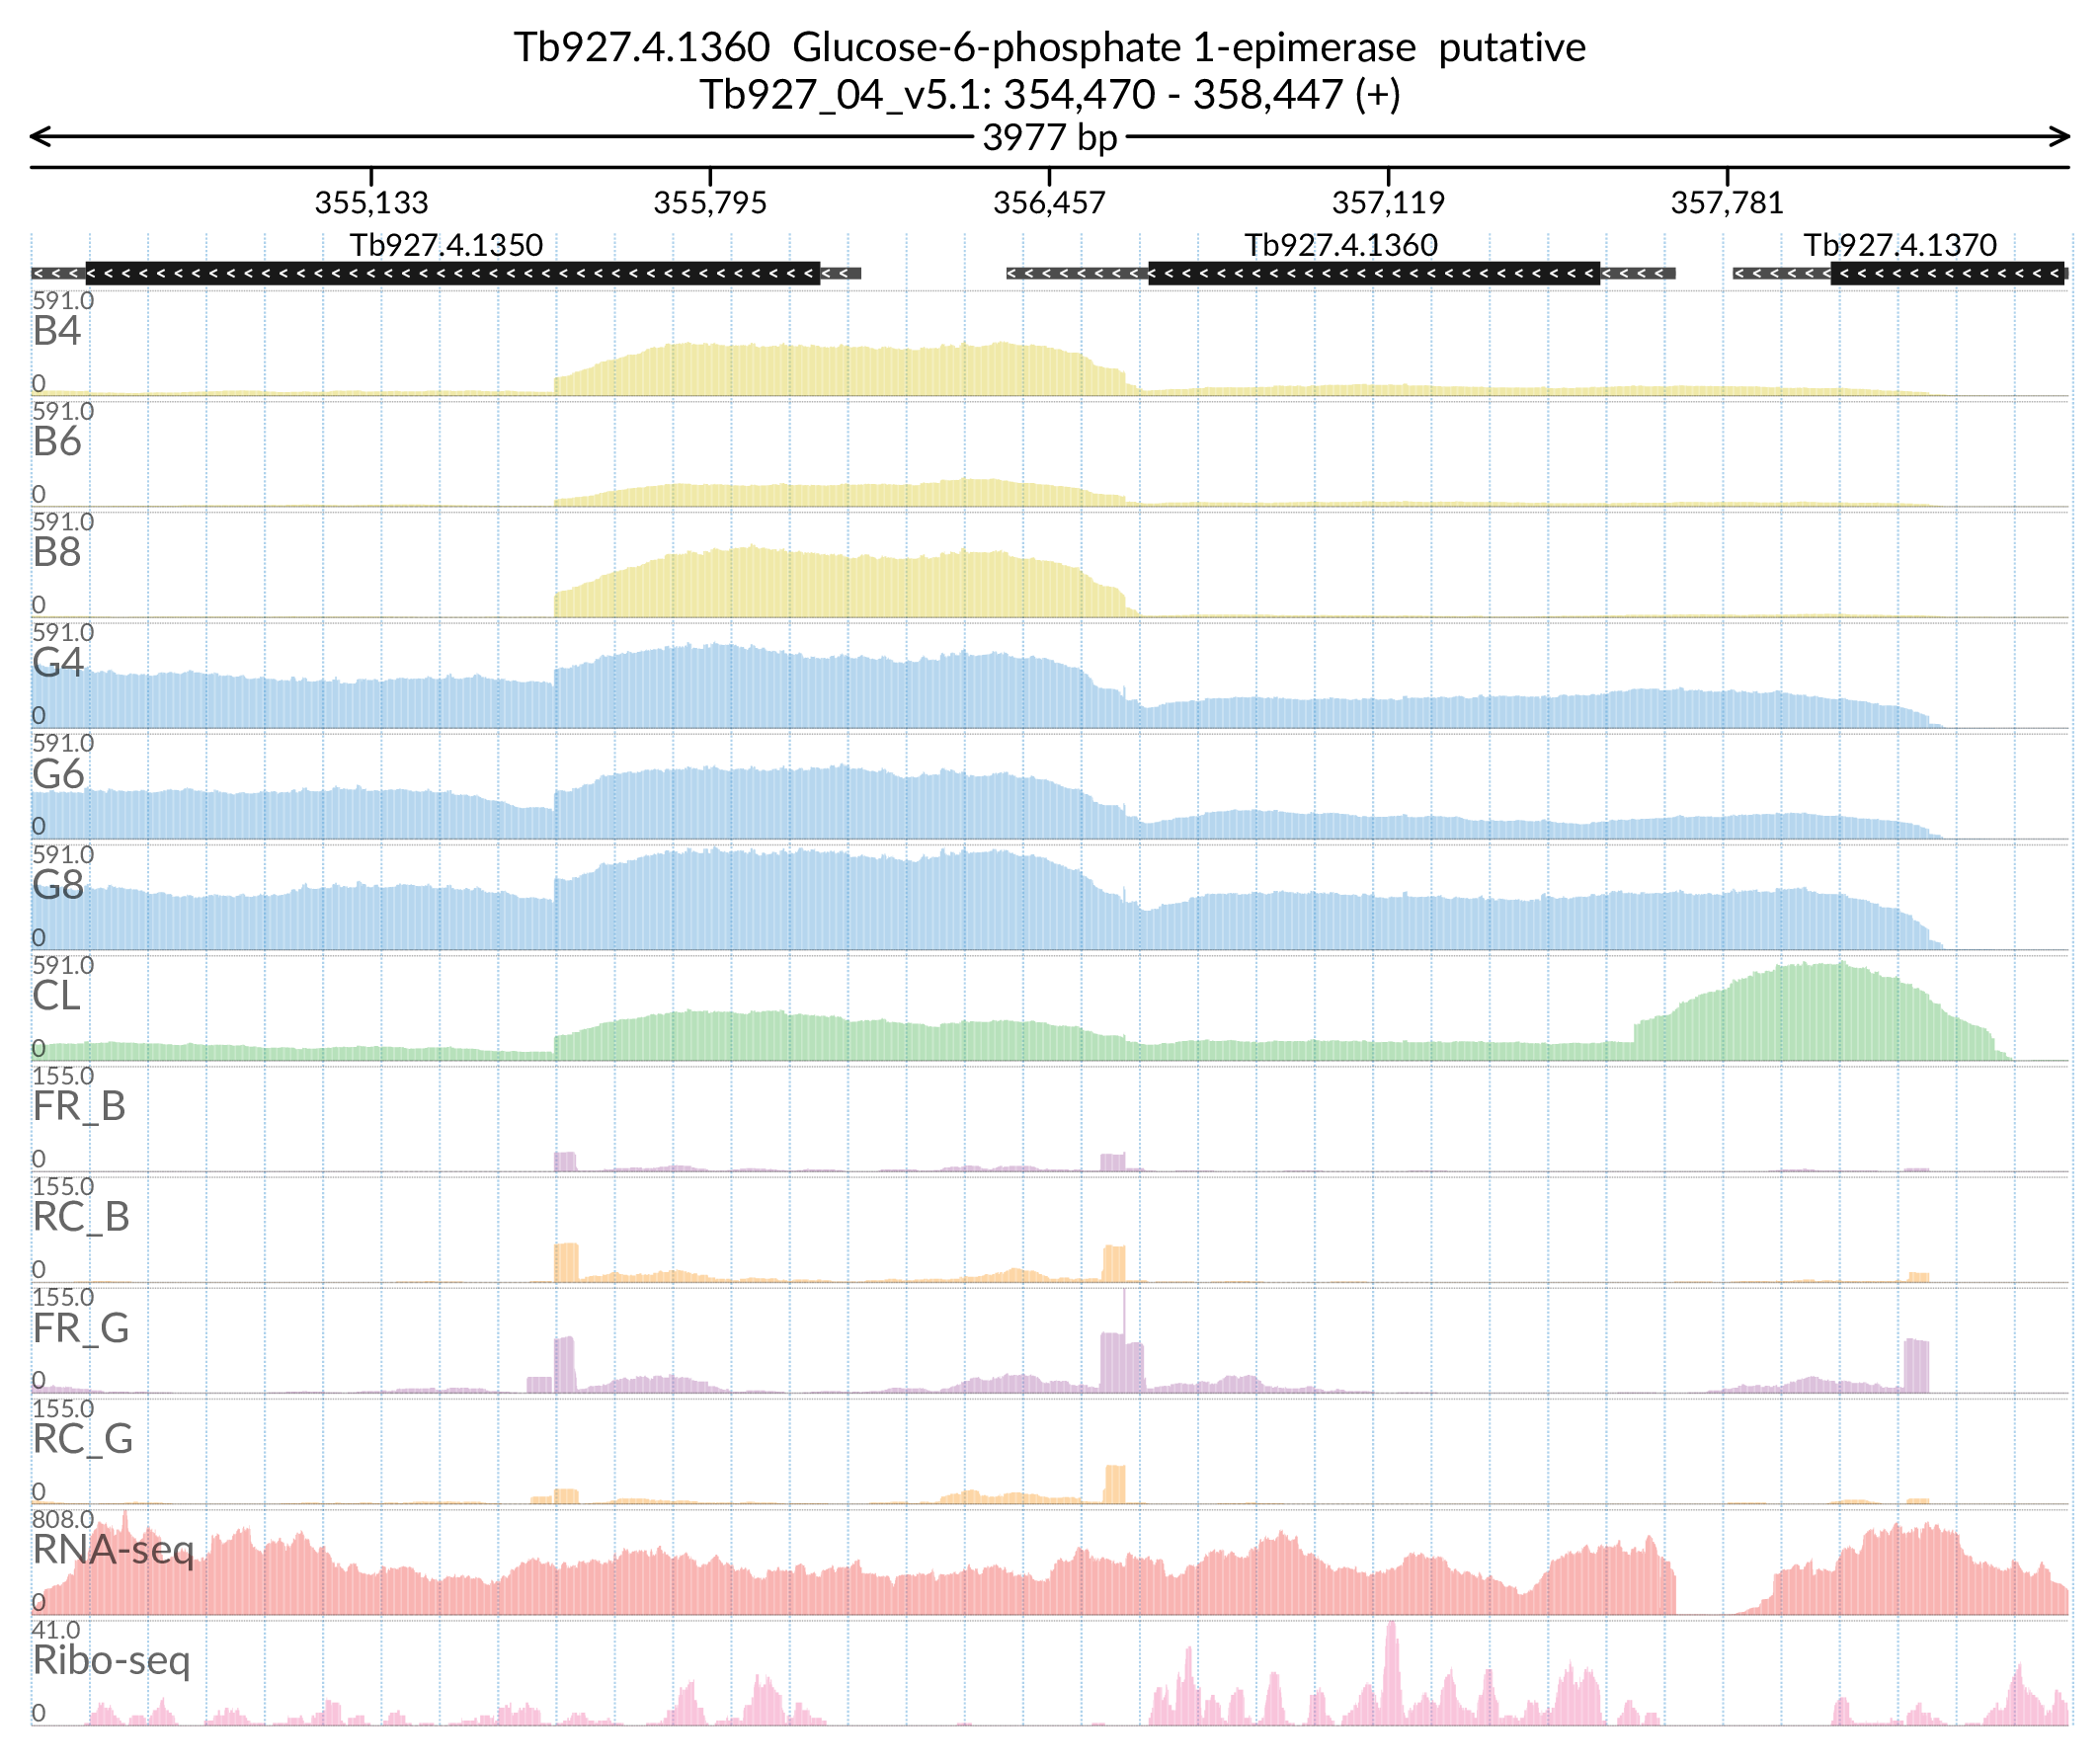 Tb927.4.1360 Glucose-6-phosphate 1-epimerase putative
Tb927_04_v5.1: 354,470 - 358,447 (+)
3977 bp
355,133 355,795 356,457 357,119 357,781
Tb927.4.1350 Tb927.4.1360 Tb927.4.1370
591.0
B4
0
591.0
B6
0
591.0
B8
0
591.0
G4
0
591.0
G6
0
591.0
G8
0
591.0
CL
0
155.0
FR_B
0
155.0
RC_B
0
155.0
FR_G
0
155.0
RC_G
0
808.0
RNA-seq
0
41.0
Ribo-seq
0